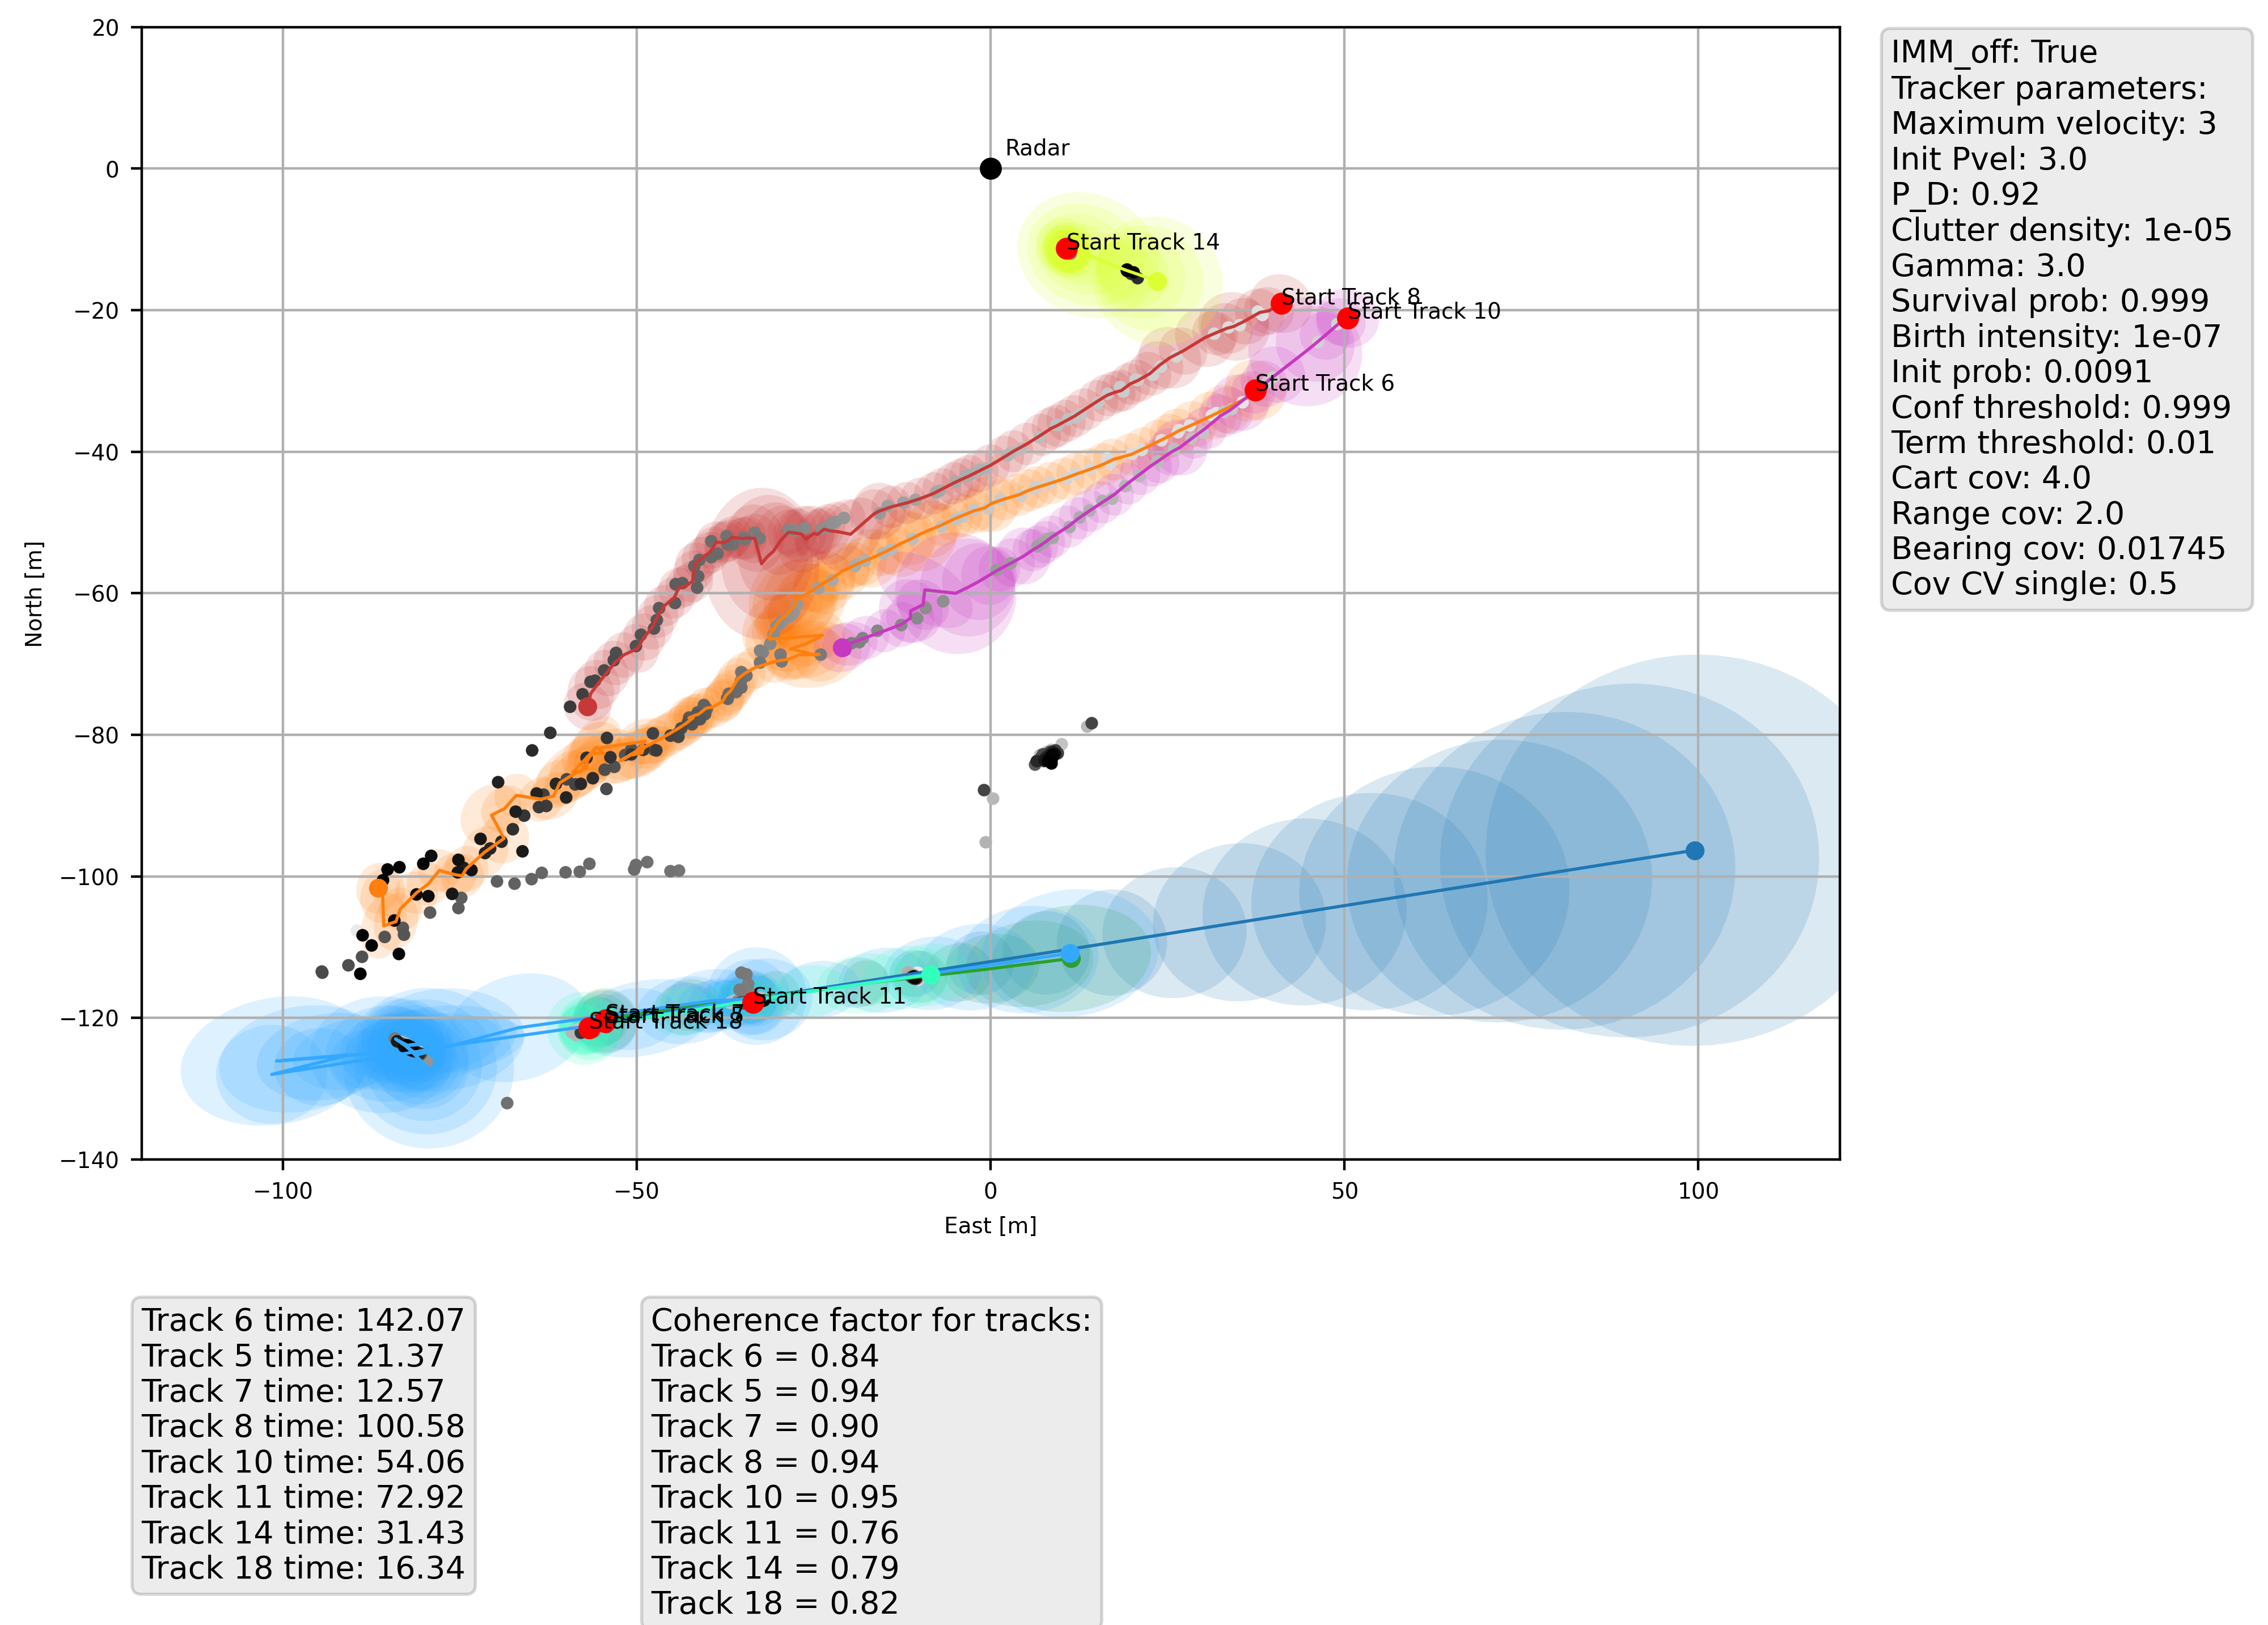 20
0
−20
−40
−60
−80
−100
−120
−140
−100
−50
0
50
100
North [m]
East [m]
Radar
Start Track 14
Start Track 8
Start Track 10
Start Track 6
Start Track 11
Start Track 18
IMM_off: True
Tracker parameters:
Maximum velocity: 3
Init Pvel: 3.0
P_D: 0.92
Clutter density: 1e-05
Gamma: 3.0
Survival prob: 0.999
Birth intensity: 1e-07
Init prob: 0.0091
Conf threshold: 0.999
Term threshold: 0.01
Cart cov: 4.0
Range cov: 2.0
Bearing cov: 0.01745
Cov CV single: 0.5
Track 6 time: 142.07
Track 5 time: 21.37
Track 7 time: 12.57
Track 8 time: 100.58
Track 10 time: 54.06
Track 11 time: 72.92
Track 14 time: 31.43
Track 18 time: 16.34
Coherence factor for tracks:
Track 6 = 0.84
Track 5 = 0.94
Track 7 = 0.90
Track 8 = 0.94
Track 10 = 0.95
Track 11 = 0.76
Track 14 = 0.79
Track 18 = 0.82